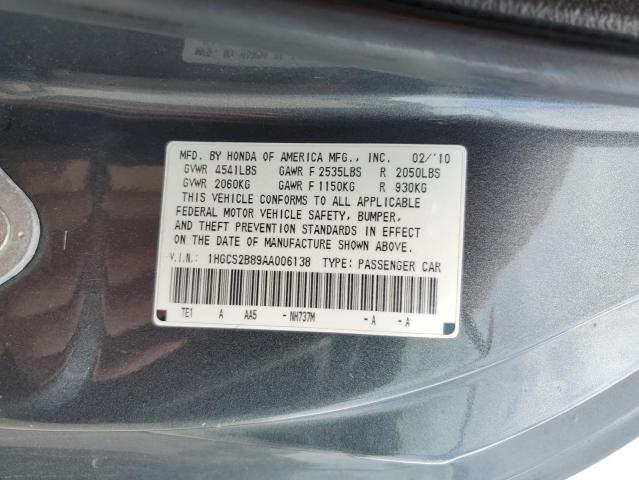 MFD. BY HONDA OF AMERICA MFG., INC. 02/'10
GVWR 4541LBS GAWR F 2535LBS R 2050LBS
GVWR 2060KG GAWR F 1150KG R 930KG
THIS VEHICLE CONFORMS TO ALL APPLICABLE
FEDERAL MOTOR VEHICLE SAFETY, BUMPER,
AND THEFT PREVENTION STANDARDS IN EFFECT
ON THE DATE OF MANUFACTURE SHOWN ABOVE.
V.I.N.: 1HGCS2B89AA006138 TYPE: PASSENGER CAR
TE1 A AA5 -NH737M -A -A